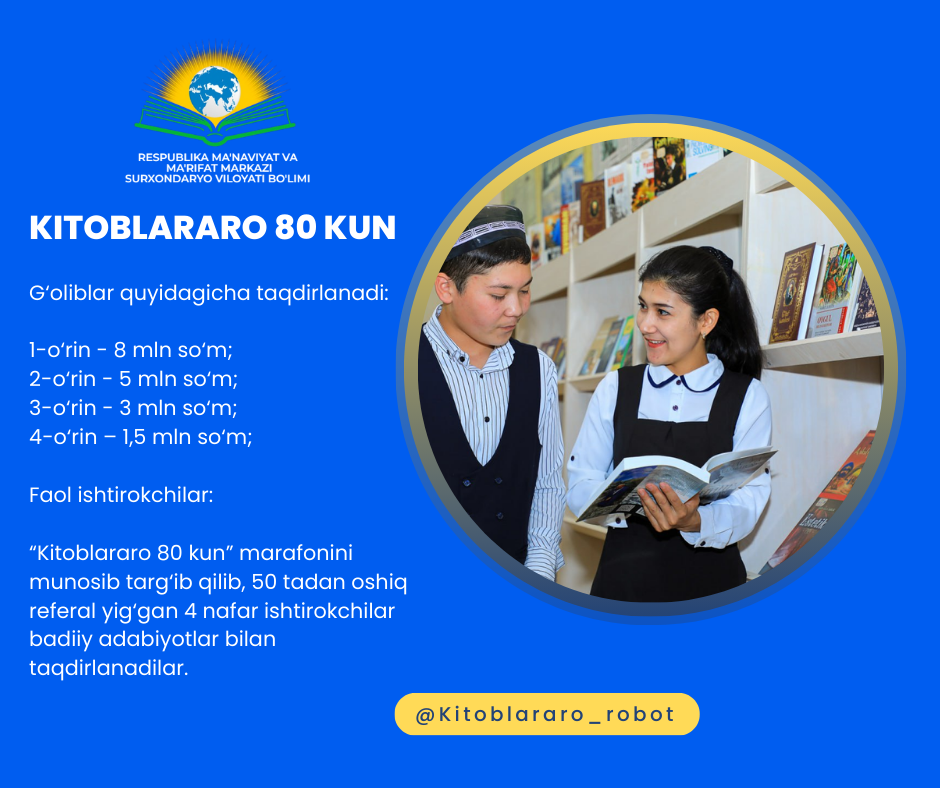 RESPUBLIKA MA'NAVIYAT VA
MA'RIFAT MARKAZI
SURXONDARYO VILOYATI BO'LIMI
KITOBLARARO 80 KUN
G‘oliblar quyidagicha taqdirlanadi:
1-o‘rin - 8 mln so‘m;
2-o‘rin - 5 mln so‘m;
3-o‘rin - 3 mln so‘m;
4-o‘rin – 1,5 mln so‘m;
Faol ishtirokchilar:
“Kitoblararo 80 kun” marafonini
munosib targ‘ib qilib, 50 tadan oshiq
referal yig‘gan 4 nafar ishtirokchilar
badiiy adabiyotlar bilan
taqdirlanadilar.
@Kitoblararo_robot